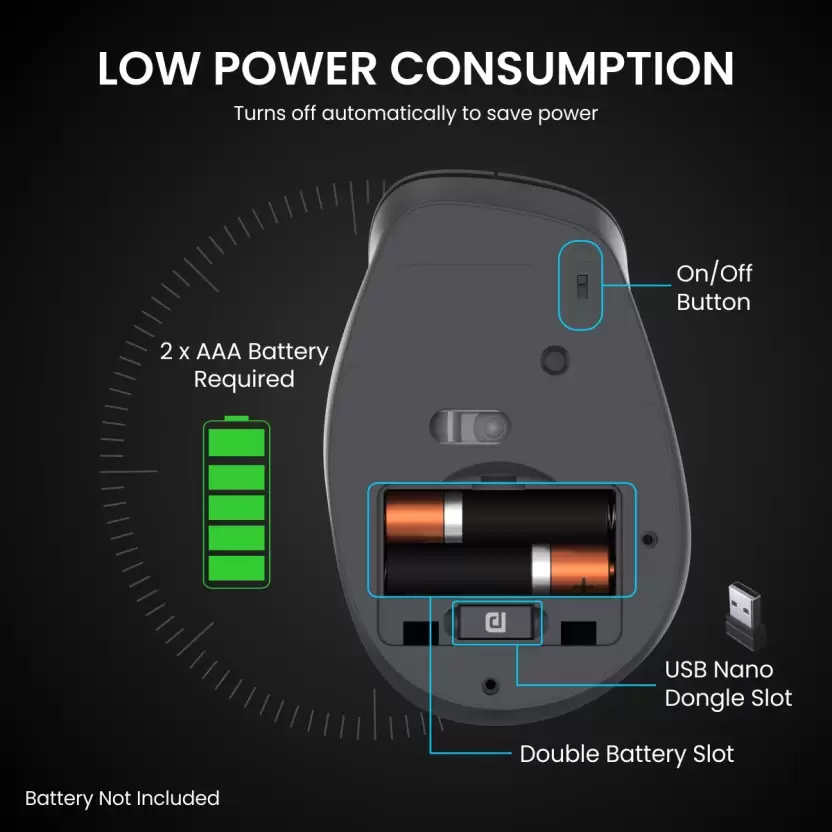 LOW POWER CONSUMPTION
Turns off automatically to save power
On/Off
Button
2 x AAA Battery
Required
USB Nano
Dongle Slot
Double Battery Slot
Battery Not Included